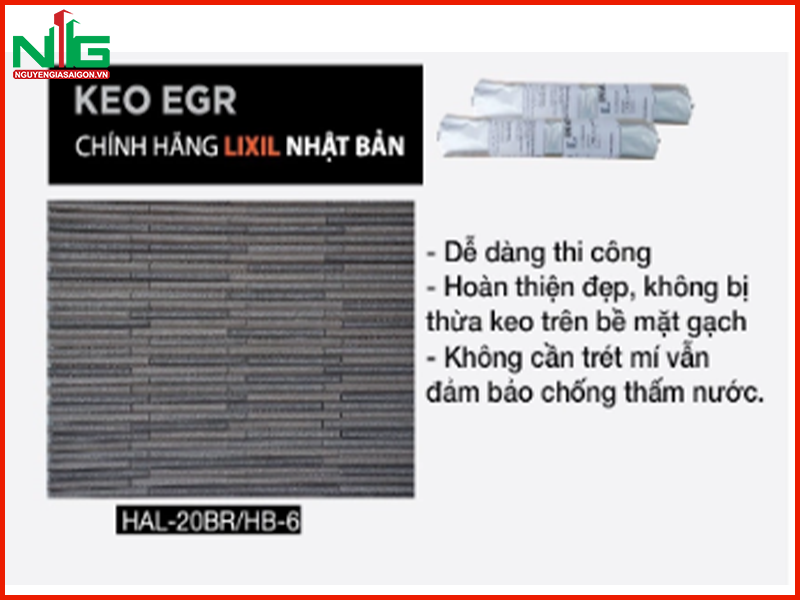 NG
NGUYENGIASAIGON.VN
KEO EGR
CHÍNH HÃNG LIXIL NHẬT BẢN
- Dễ dàng thi công
- Hoàn thiện đẹp, không bị
thừa keo trên bề mặt gạch
- Không cần trét mí vẫn
đảm bảo chống thấm nước.
HAL-20BR/HB-6